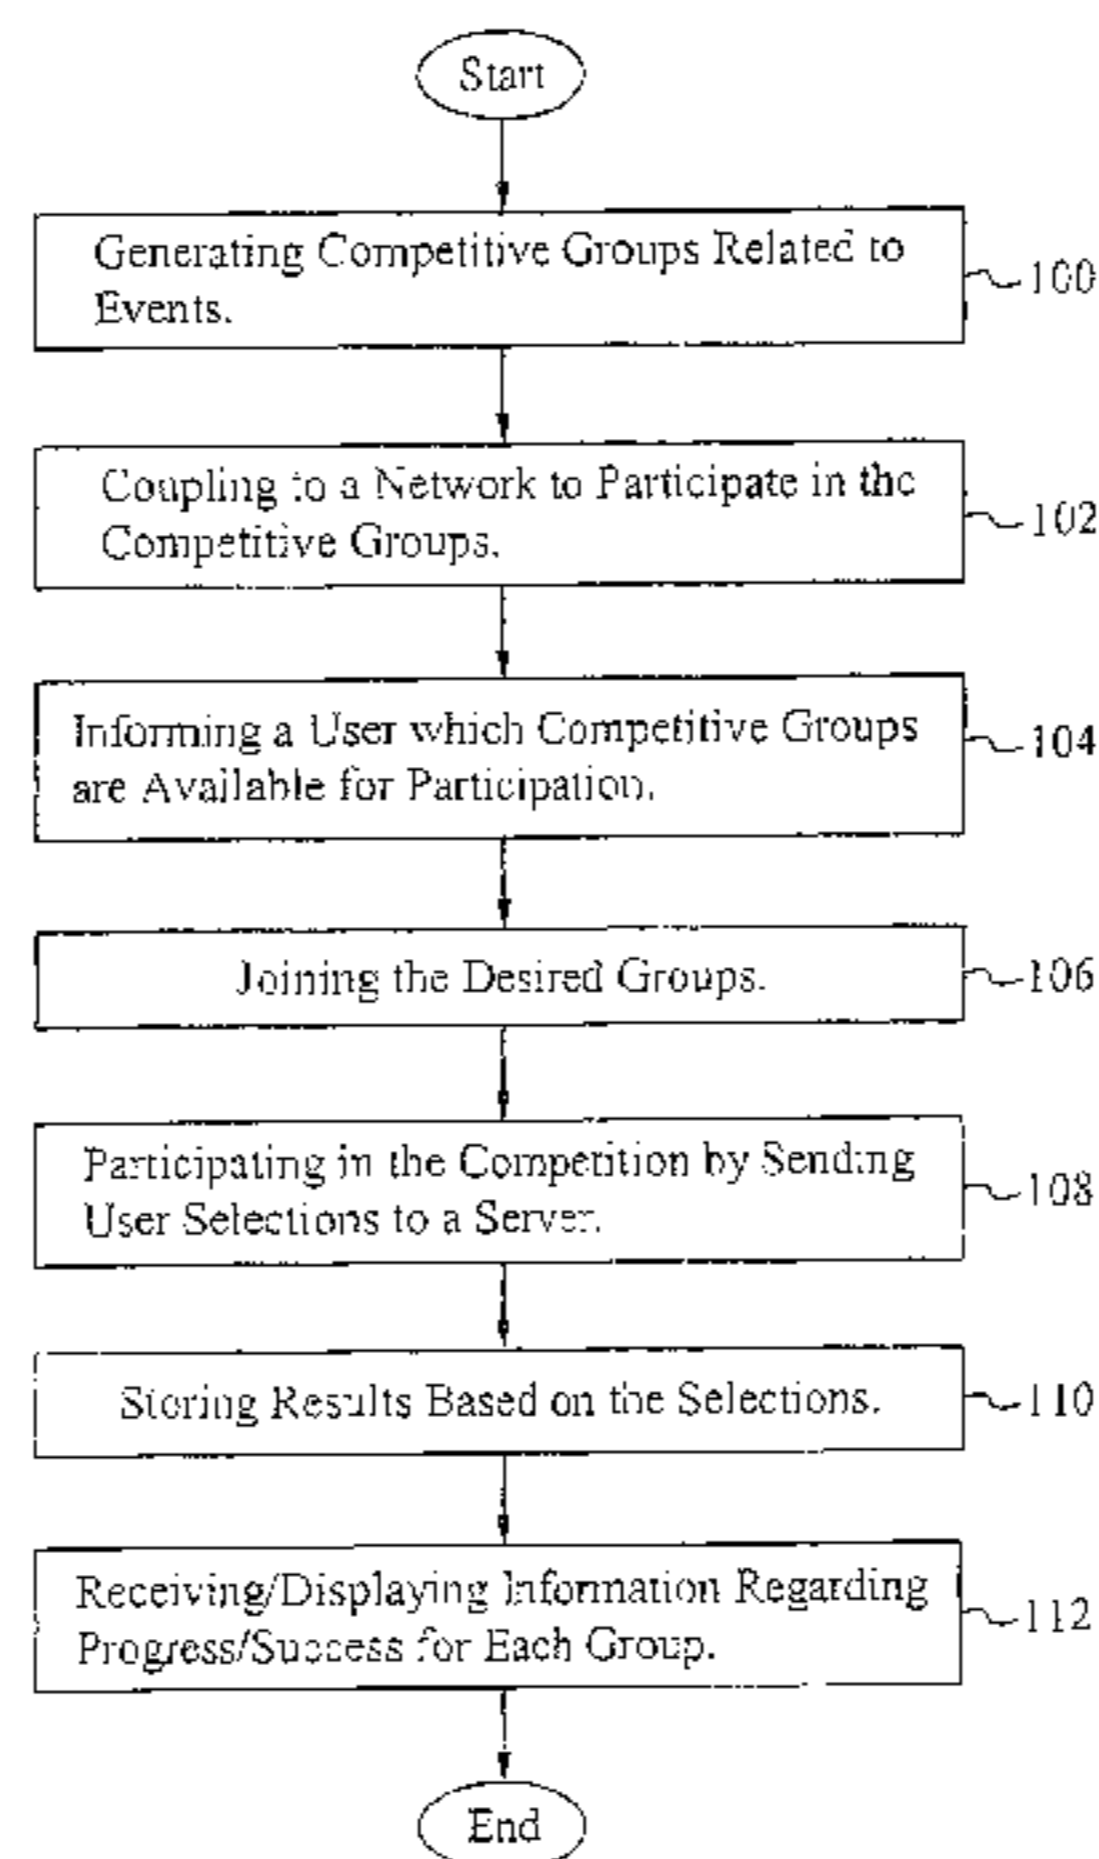 Start
Generating Competitive Groups Related to
Events.
100
Coupling to a Network to Participate in the
Competitive Groups.
102
Informing a User which Competitive Groups
are Available for Participation.
104
Joining the Desired Groups.
106
Participating in the Competition by Sending
User Selections to a Server.
108
Storing Results Based on the Selections.
110
Receiving/Displaying Information Regarding
Progress/Success for Each Group.
112
End